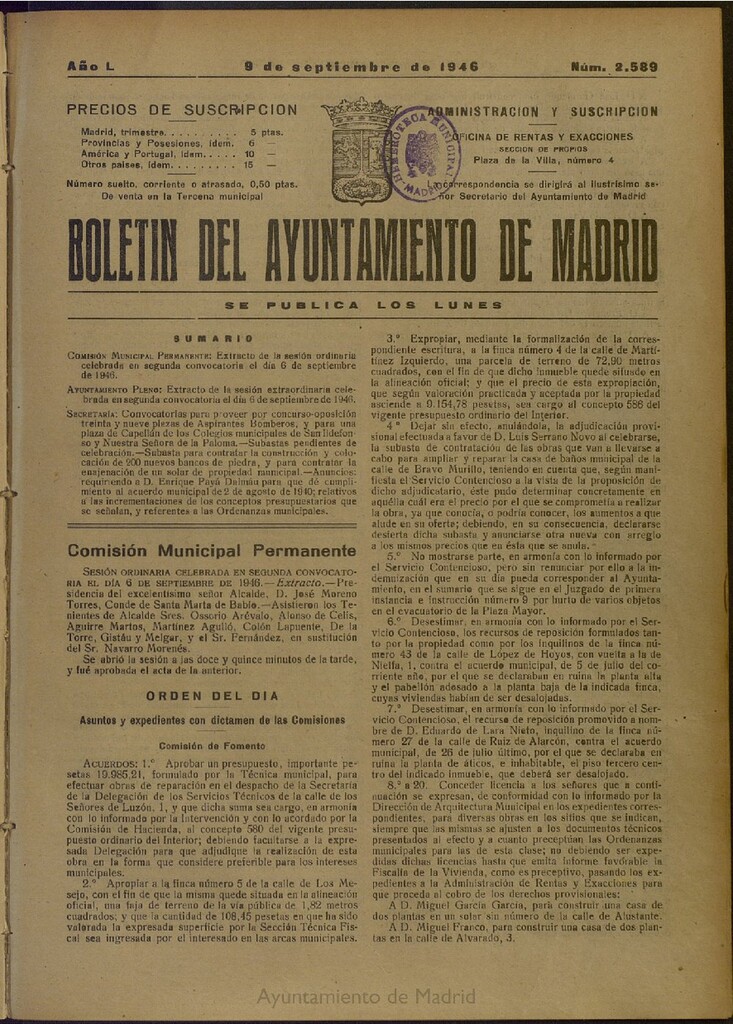 Año L
9 de septiembre de 1946
Núm. 2.589
PRECIOS DE SUSCRIPCION
Madrid, trimestre. . . . . . . . . . 5 ptas.
Provincias y Posesiones, idem. 6 —
América y Portugal, idem. . . . . 10 —
Otros países, idem. . . . . . . . . 15 —
Número suelto, corriente o atrasado, 0,50 ptas.
De venta en la Tercena municipal
ADMINISTRACION Y SUSCRIPCION
OFICINA DE RENTAS Y EXACCIONES
SECCION DE PROPIOS
Plaza de la Villa, número 4
La correspondencia se dirigirá al Ilustrísimo se-
ñor Secretario del Ayuntamiento de Madrid
HEMEROTECA MUNICIPAL
MADRID
BOLETIN DEL AYUNTAMIENTO DE MADRID
SE PUBLICA LOS LUNES
SUMARIO
COMISIÓN MUNICIPAL PERMANENTE: Extracto de la sesión ordinaria
celebrada en segunda convocatoria el día 6 de septiembre
de 1946.
AYUNTAMIENTO PLENO: Extracto de la sesión extraordinaria cele-
brada en segunda convocatoria el día 6 de septiembre de 1946.
SECRETARÍA: Convocatorias para proveer por concurso-oposición
treinta y nueve plazas de Aspirantes Bomberos, y para una
plaza de Capellán de los Colegios municipales de San Ildefon-
so y Nuestra Señora de la Paloma.—Subastas pendientes de
celebración.—Subasta para contratar la construcción y colo-
cación de 200 nuevos bancos de piedra, y para contratar la
enajenación de un solar de propiedad municipal.—Anuncios:
requiriendo a D. Enrique Payá Dalmáu para que dé cumpli-
miento al acuerdo municipal de 2 de agosto de 1940; relativos
a las incrementaciones de los conceptos presupuestarios que
se señalan, y referentes a las Ordenanzas municipales.
Comisión Municipal Permanente
SESIÓN ORDINARIA CELEBRADA EN SEGUNDA CONVOCATO-
RIA EL DÍA 6 DE SEPTIEMBRE DE 1946.—Extracto.—Pre-
sidencia del excelentísimo señor Alcalde, D. José Moreno
Torres, Conde de Santa Marta de Babío.—Asistieron los Te-
nientes de Alcalde Sres. Ossorio Arévalo, Alonso de Celis,
Aguirre Martos, Martínez Agulló, Colón Lapuente, De la
Torre, Gistáu y Melgar, y el Sr. Fernández, en sustitución
del Sr. Navarro Morenés.
Se abrió la sesión a las doce y quince minutos de la tarde,
y fué aprobada el acta de la anterior.
ORDEN DEL DIA
Asuntos y expedientes con dictamen de las Comisiones
Comisión de Fomento
ACUERDOS: 1.º Aprobar un presupuesto, importante pe-
setas 19.985,21, formulado por la Técnica municipal, para
efectuar obras de reparación en el despacho de la Secretaría
de la Delegación de los Servicios Técnicos de la calle de los
Señores de Luzón, 1, y que dicha suma sea cargo, en armonía
con lo informado por la Intervención y con lo acordado por la
Comisión de Hacienda, al concepto 580 del vigente presu-
puesto ordinario del Interior; debiendo facultarse a la expre-
sada Delegación para que adjudique la realización de esta
obra en la forma que considere preferible para los intereses
municipales.
2.º Apropiar a la finca número 5 de la calle de Los Me-
sejo, con el fin de que la misma quede situada en la alineación
oficial, una faja de terreno de la vía pública de 1,82 metros
cuadrados; y que la cantidad de 108,45 pesetas en que ha sido
valorada la expresada superficie por la Sección Técnica Fis-
cal sea ingresada por el interesado en las arcas municipales.
3.º Expropiar, mediante la formalización de la corres-
pondiente escritura, a la finca número 4 de la calle de Martí-
nez Izquierdo, una parcela de terreno de 72,90 metros
cuadrados, con el fin de que dicho inmueble quede situado en
la alineación oficial; y que el precio de esta expropiación,
que según valoración practicada y aceptada por la propiedad
asciende a 9.154,78 pesetas, sea cargo al concepto 586 del
vigente presupuesto ordinario del Interior.
4.º Dejar sin efecto, anulándola, la adjudicación provi-
sional efectuada a favor de D. Luis Serrano Novo al celebrarse,
la subasta de contratación de las obras que van a llevarse a
cabo para ampliar y reparar la casa de baños municipal de la
calle de Bravo Murillo, teniendo en cuenta que, según mani-
fiesta el Servicio Contencioso a la vista de la proposición de
dicho adjudicatario, éste pudo determinar concretamente en
aquélla cuál era el precio por el que se comprometía a realizar
la obra, ya que conocía, o podría conocer, los aumentos a que
alude en su oferta; debiendo, en su consecuencia, declararse
desierta dicha subasta y anunciarse otra nueva con arreglo
a los mismos precios que en ésta que se anula.
5.º No mostrarse parte, en armonía con lo informado por
el Servicio Contencioso, pero sin renunciar por ello a la in-
demnización que en su día pueda corresponder al Ayunta-
miento, en el sumario que se sigue en el Juzgado de primera
instancia e Instrucción número 9 por hurto de varios objetos
en el evacuatorio de la Plaza Mayor.
6.º Desestimar, en armonía con lo informado por el Ser-
vicio Contencioso, los recursos de reposición formulados tan-
to por la propiedad como por los inquilinos de la finca nú-
mero 43 de la calle de López de Hoyos, con vuelta a la de
Nielfa, 1, contra el acuerdo municipal, de 5 de julio del co-
rriente año, por el que se declaraban en ruina la planta alta
y el pabellón adosado a la planta baja de la indicada finca,
cuyas viviendas habían de ser desalojadas.
7.º Desestimar, en armonía con lo informado por el Ser-
vicio Contencioso, el recurso de reposición promovido a nom-
bre de D. Eduardo de Lara Nieto, inquilino de la finca nú-
mero 27 de la calle de Ruiz de Alarcón, contra el acuerdo
municipal, de 26 de julio último, por el que se declaraba en
ruina la planta de áticos, e inhabitable, el piso tercero cen-
tro del indicado inmueble, que deberá ser desalojado.
8.º a 20. Conceder licencia a los señores que a conti-
nuación se expresan, de conformidad con lo informado por la
Dirección de Arquitectura Municipal en los expedientes corres-
pondientes, para diversas obras en los sitios que se indican,
siempre que las mismas se ajusten a los documentos técnicos
presentados al efecto y a cuanto preceptúan las Ordenanzas
municipales para las de esta clase; no debiendo ser expe-
didas dichas licencias hasta que emita informe favorable la
Fiscalía de la Vivienda, como es preceptivo, pasando los ex-
pedientes a la Administración de Rentas y Exacciones para
que proceda al cobro de los derechos provisionales:
A D. Miguel García García, para construir una casa de
dos plantas en un solar sin número de la calle de Alustante.
A D. Miguel Franco, para construir una casa de dos plan-
tas en la calle de Alvarado, 3.
Ayuntamiento de Madrid